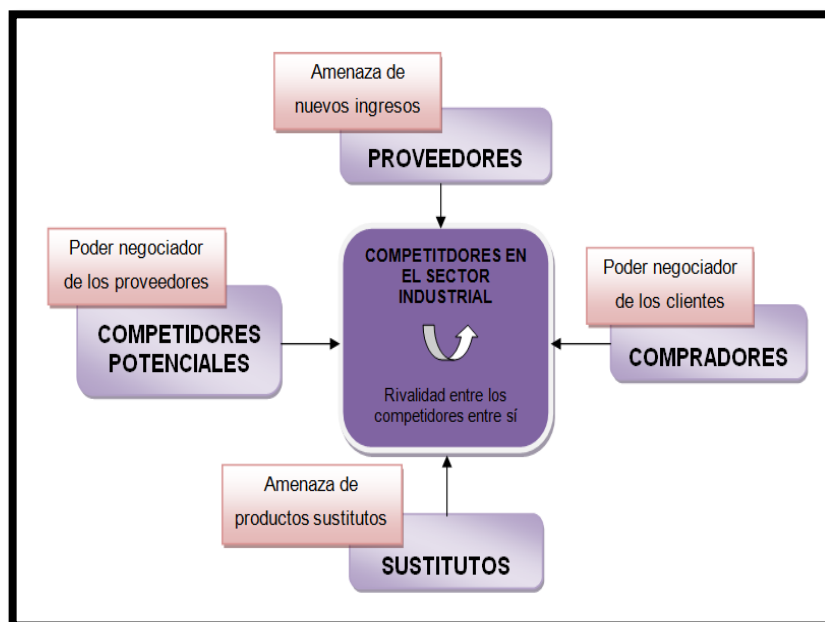 Amenaza de
nuevos ingresos
PROVEEDORES
Poder negociador
de los proveedores
COMPETIDORES
POTENCIALES
COMPETITDORES EN
EL SECTOR
INDUSTRIAL
Rivalidad entre los
competidores entre sí
Poder negociador
de los clientes
COMPRADORES
Amenaza de
productos sustitutos
SUSTITUTOS